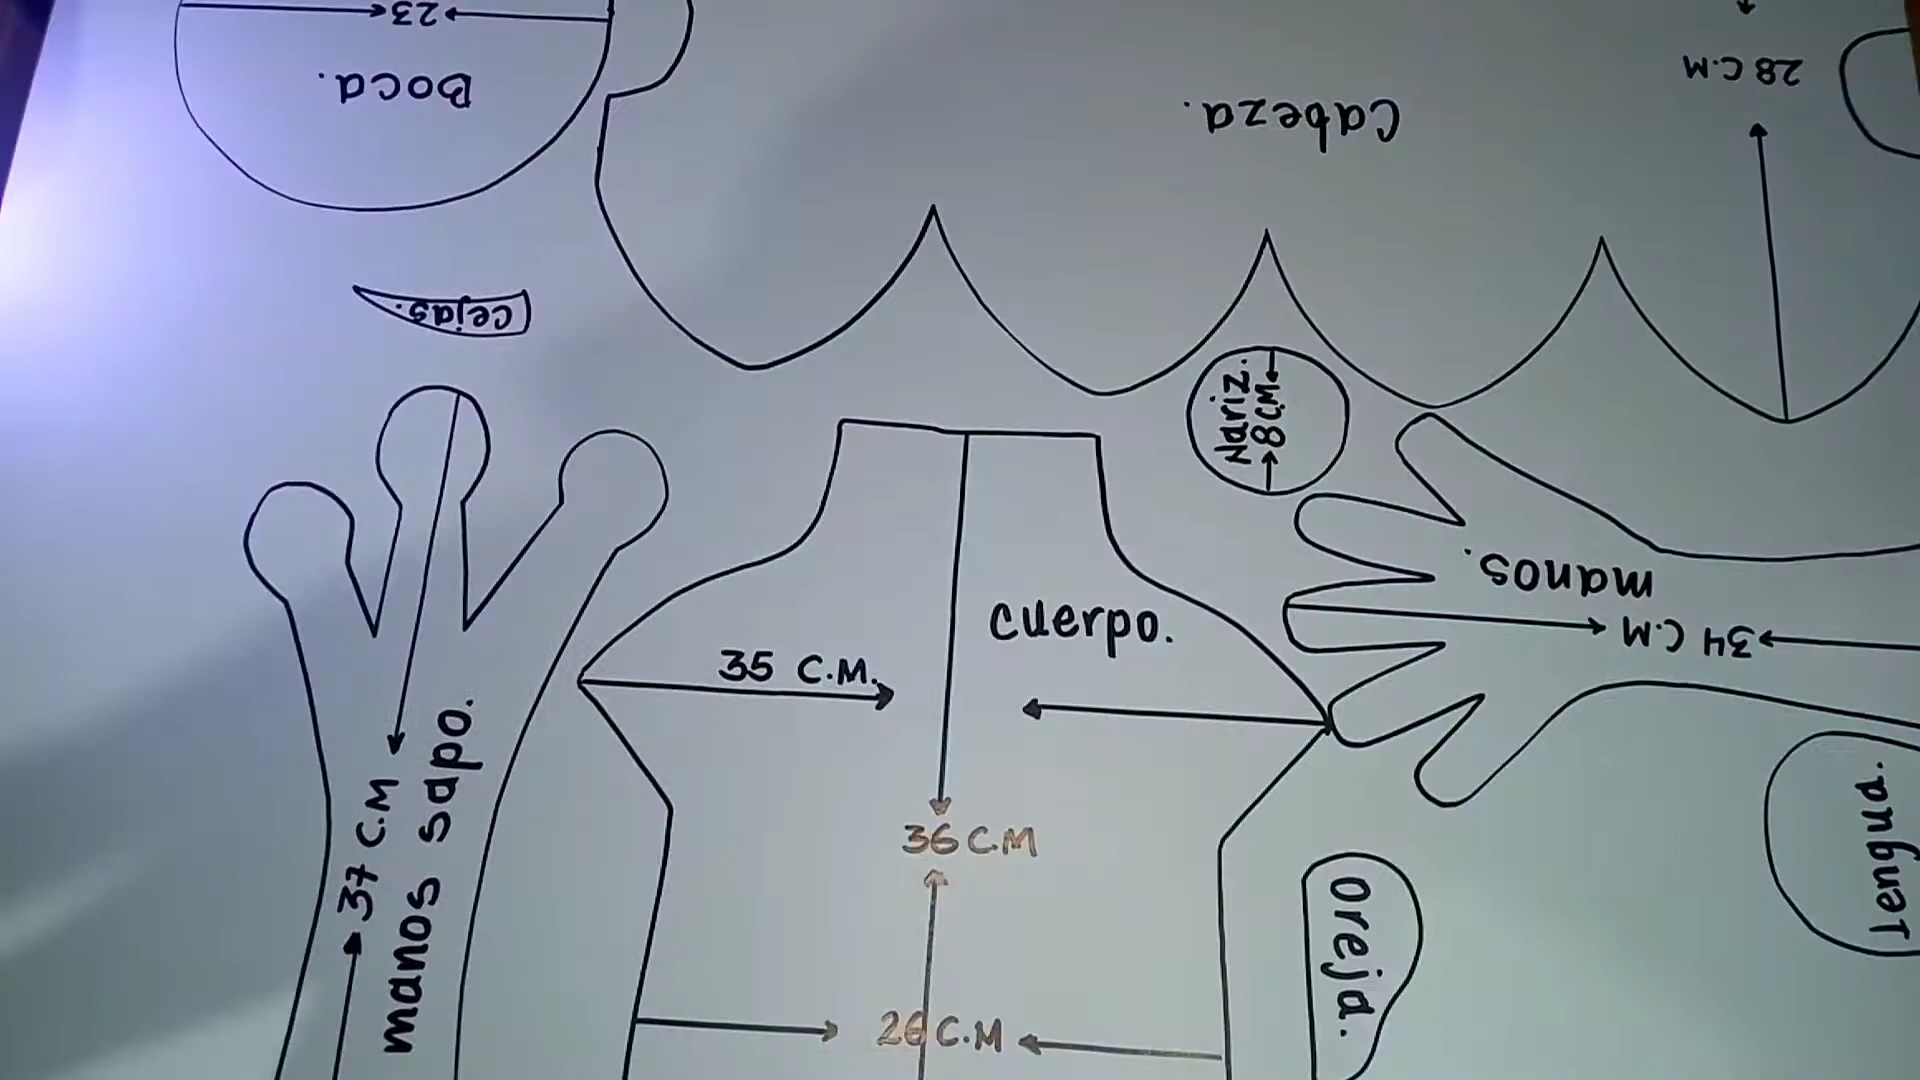 23
Boca.
Cabeza.
28 C.M
cejas.
Nariz.
8 C.M
manos.
34 C.M
cuerpo.
35 C.M.
36 C.M
26 C.M
37 C.M
manos sapo.
Oreja.
Lengua.